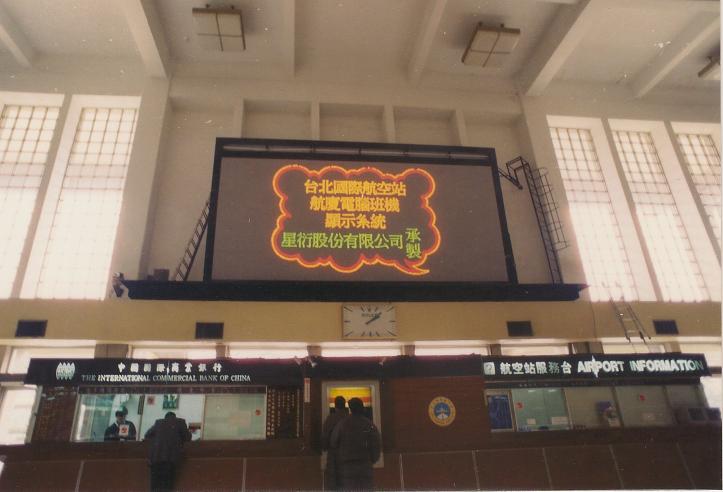 台北國際航空站
航廈電腦班機
顯示系統
星衍股份有限公司承製
ROLEX
中國國際商業銀行
THE INTERNATIONAL COMMERCIAL BANK OF CHINA
航空站服務台 AIRPORT INFORMATION